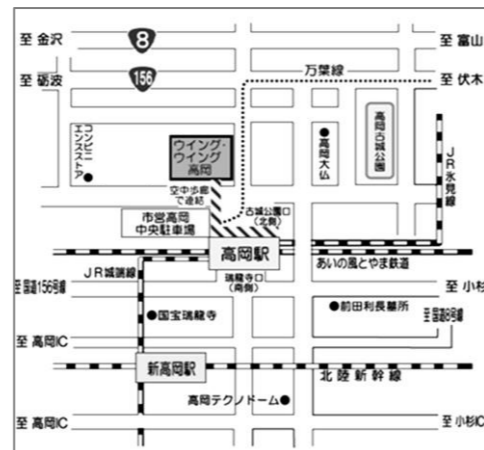 至 金沢
8
至 富山
至 砺波
156
万葉線
至 伏木
コンビニ
エンスストア
ウイング・
ウイング
高岡
高岡大仏
高岡古城公園
JR氷見線
空中歩廊
で連結
市営高岡
中央駐車場
古城公園口
(北側)
高岡駅
あいの風とやま鉄道
JR城端線
瑞龍寺口
(南側)
至 国道156号線
至 小杉
国宝瑞龍寺
前田利長墓所
至 国道8号線
至 高岡IC
新高岡駅
北陸新幹線
高岡テクノドーム
至 高岡IC
至 小杉IC